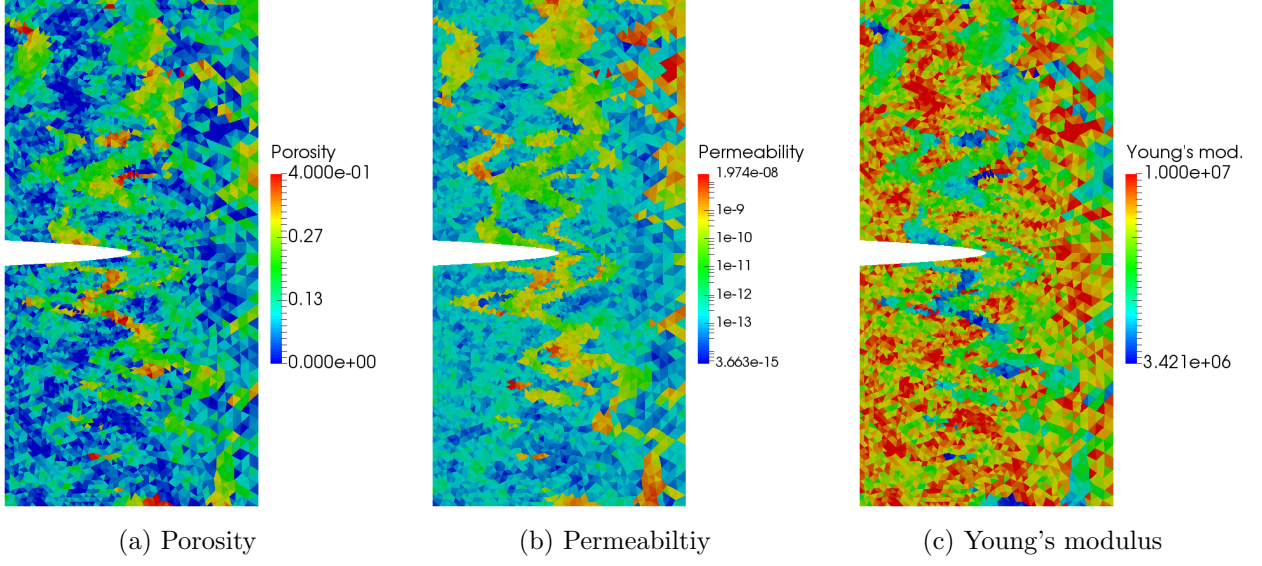 Porosity
4.000e-01
0.27
0.13
0.000e+00
Permeability
1.974e-08
1e-9
1e-10
1e-11
1e-12
1e-13
3.663e-15
Young's mod.
1.000e+07
3.421e+06
(a) Porosity
(b) Permeabiltiy
(c) Young's modulus